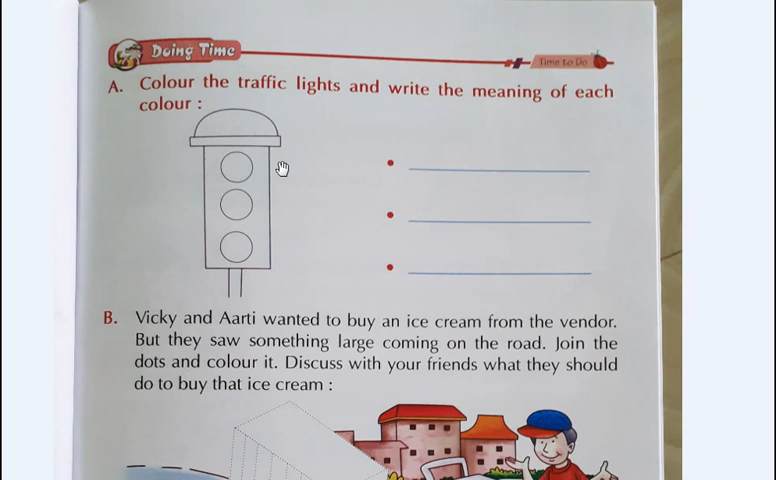 Doing Time
Time to Do
A. Colour the traffic lights and write the meaning of each
colour :
B. Vicky and Aarti wanted to buy an ice cream from the vendor.
But they saw something large coming on the road. Join the
dots and colour it. Discuss with your friends what they should
do to buy that ice cream :